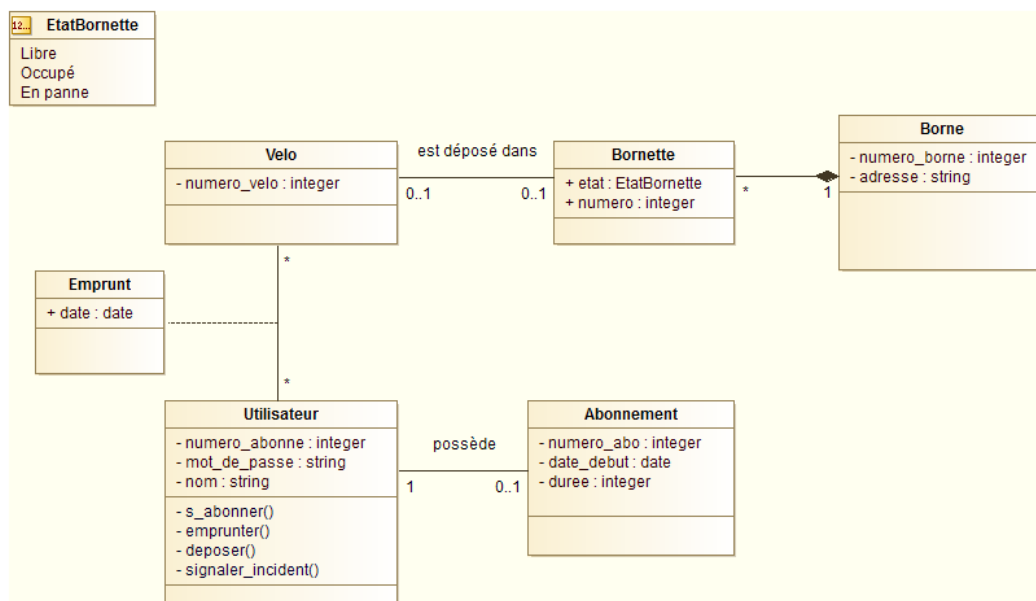 12... EtatBornette
Libre
Occupé
En panne
Velo
- numero_velo : integer
est déposé dans
0..1
0..1
Bornette
+ etat : EtatBornette
+ numero : integer
*
1
Borne
- numero_borne : integer
- adresse : string
*
Emprunt
+ date : date
*
Utilisateur
- numero_abonne : integer
- mot_de_passe : string
- nom : string
- s_abonner()
- emprunter()
- deposer()
- signaler_incident()
possède
1
0..1
Abonnement
- numero_abo : integer
- date_debut : date
- duree : integer